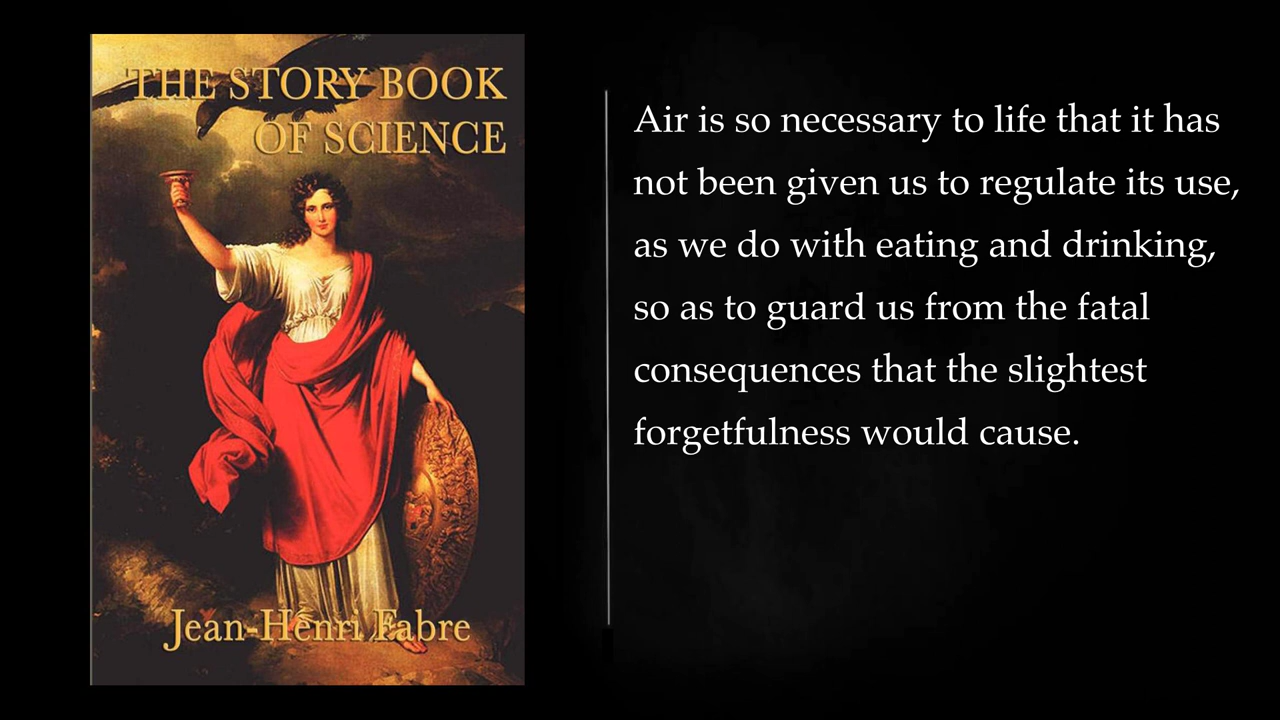 THE STORY BOOK
OF SCIENCE
Jean-Henri Fabre
Air is so necessary to life that it has
not been given us to regulate its use,
as we do with eating and drinking,
so as to guard us from the fatal
consequences that the slightest
forgetfulness would cause.